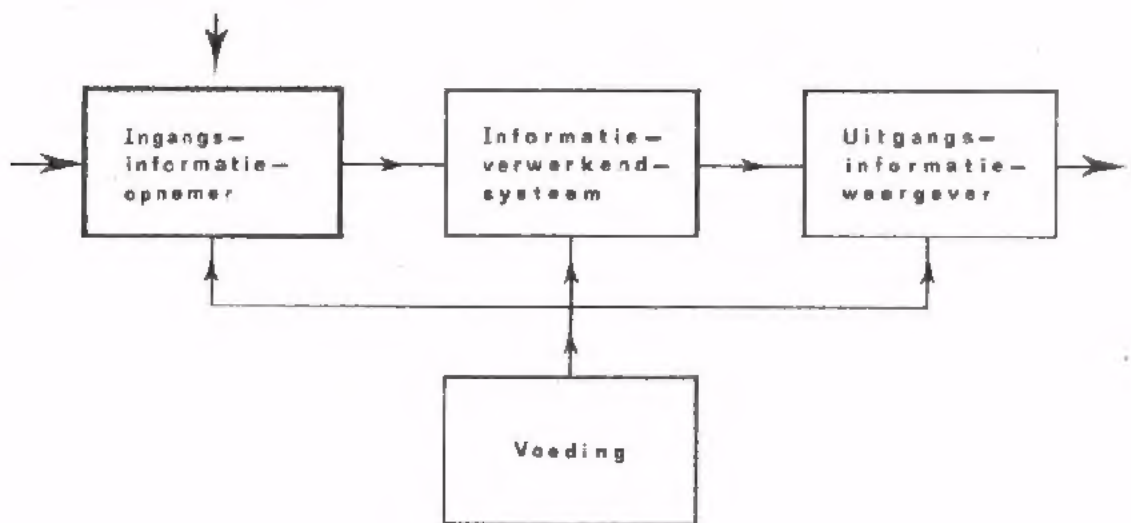 Ingangs—
informatie—
opnemer
Informatie—
verwerkend—
systeem
Uitgangs—
informatie—
weergever
Voeding